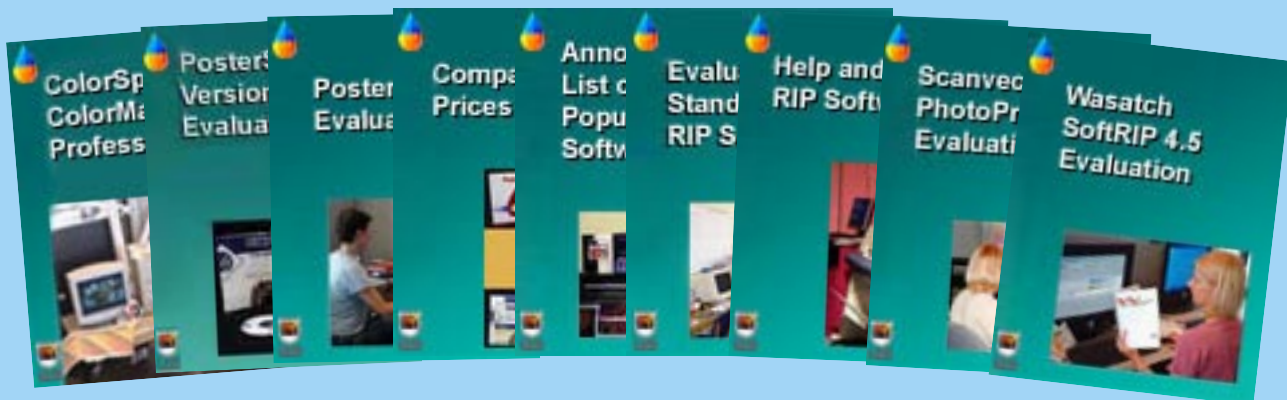 ColorSp
ColorMa
Profess
PosterS
Version
Evalua
Poster
Evalua
Compa
Prices
Anno
List o
Popu
Softw
Evalu
Stand
RIP S
Help and
RIP Softw
Scanvec
PhotoPr
Evaluati
Wasatch
SoftRIP 4.5
Evaluation